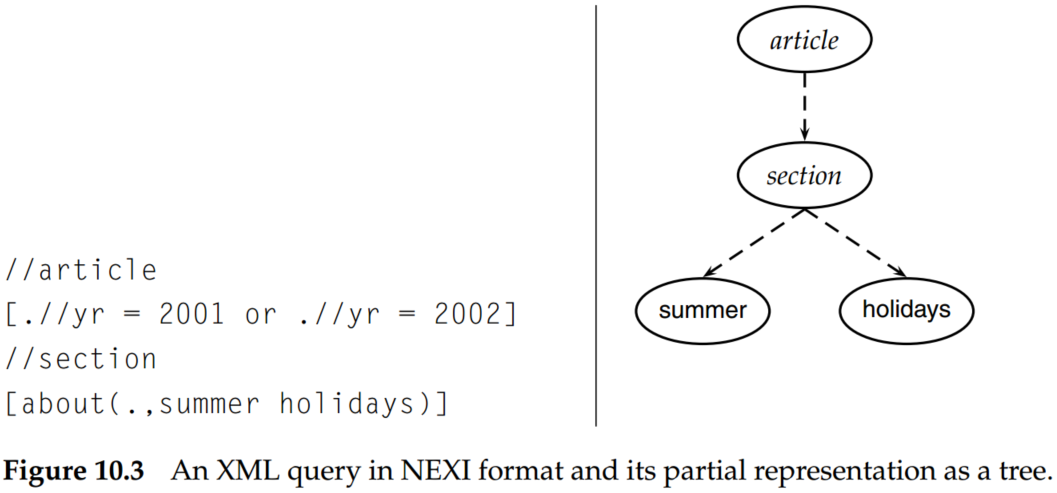 article
section
summer
holidays
//article
[.//yr = 2001 or .//yr = 2002]
//section
[about(.,summer holidays)]
Figure 10.3 An XML query in NEXI format and its partial representation as a tree.